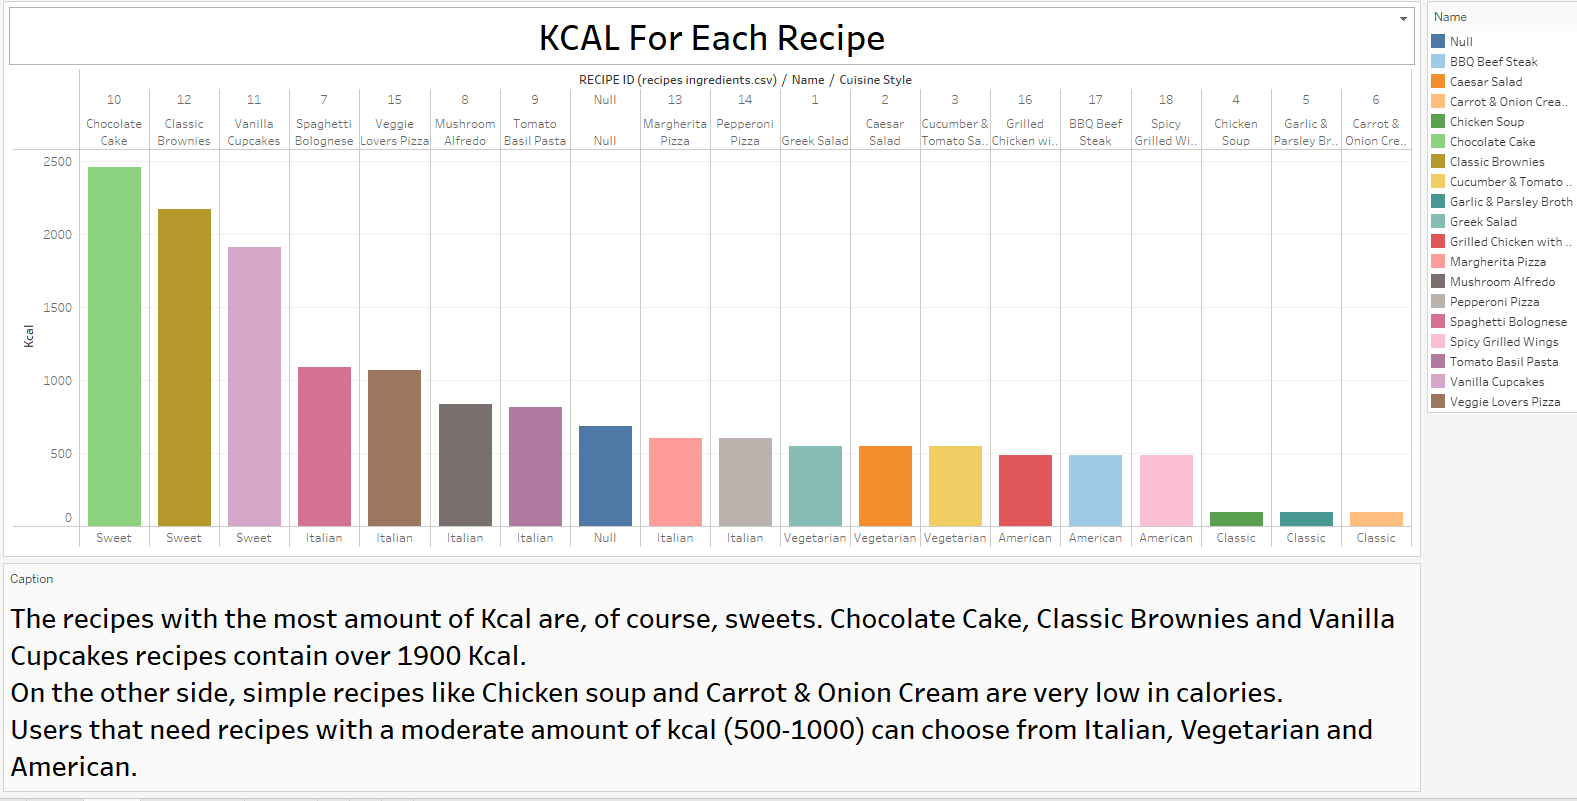 KCAL For Each Recipe
RECIPE ID (recipes ingredients.csv) / Name / Cuisine Style
10 12 11 7 15 8 9 Null 13 14 1 2 3 16 17 18 4 5 6
Chocolate Classic Vanilla Spaghetti Veggie Mushroom Tomato Margherita Pepperoni Caesar Cucumber & Grilled BBQ Beef Spicy Chicken Garlic & Carrot &
Cake Brownies Cupcakes Bolognese Lovers Pizza Alfredo Basil Pasta Null Pizza Pizza Greek Salad Salad Tomato Sa.. Chicken wi.. Steak Grilled Wi.. Soup Parsley Br.. Onion Cre..
2500
2000
1500
1000
500
0
Kcal
Sweet Sweet Sweet Italian Italian Italian Italian Null Italian Italian Vegetarian Vegetarian Vegetarian American American American Classic Classic Classic
Name
Null
BBQ Beef Steak
Caesar Salad
Carrot & Onion Crea..
Chicken Soup
Chocolate Cake
Classic Brownies
Cucumber & Tomato ..
Garlic & Parsley Broth
Greek Salad
Grilled Chicken with ..
Margherita Pizza
Mushroom Alfredo
Pepperoni Pizza
Spaghetti Bolognese
Spicy Grilled Wings
Tomato Basil Pasta
Vanilla Cupcakes
Veggie Lovers Pizza
Caption
The recipes with the most amount of Kcal are, of course, sweets. Chocolate Cake, Classic Brownies and Vanilla
Cupcakes recipes contain over 1900 Kcal.
On the other side, simple recipes like Chicken soup and Carrot & Onion Cream are very low in calories.
Users that need recipes with a moderate amount of kcal (500-1000) can choose from Italian, Vegetarian and
American.